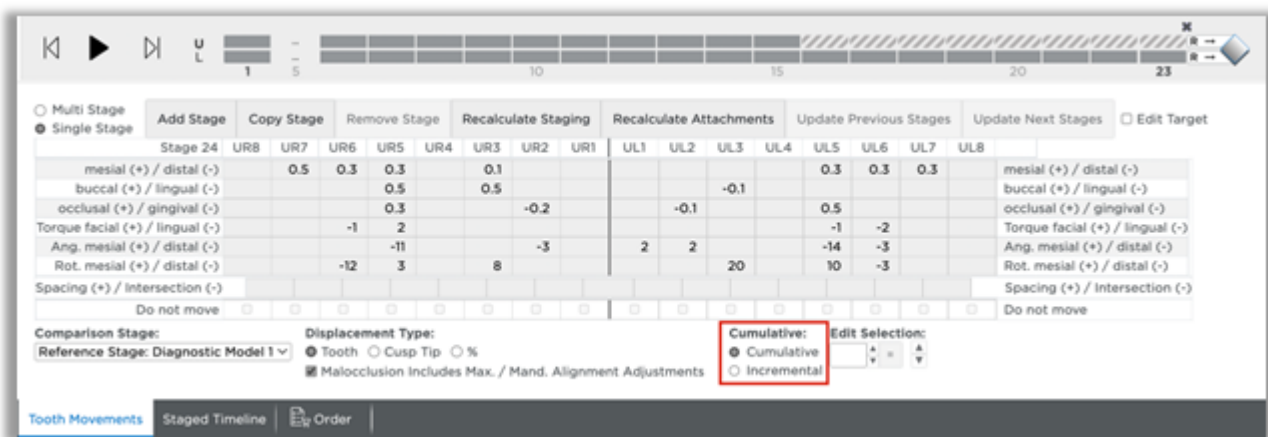 U
L
R →
R →
1 – 5 10 15 20 23
Multi Stage
Single Stage
Add Stage Copy Stage Remove Stage Recalculate Staging Recalculate Attachments Update Previous Stages Update Next Stages Edit Target
Stage 24 UR8 UR7 UR6 UR5 UR4 UR3 UR2 UR1 UL1 UL2 UL3 UL4 UL5 UL6 UL7 UL8
mesial (+) / distal (-) 0.5 0.3 0.3 0.1 0.3 0.3 0.3 mesial (+) / distal (-)
buccal (+) / lingual (-) 0.5 0.5 -0.1 buccal (+) / lingual (-)
occlusal (+) / gingival (-) 0.3 -0.2 -0.1 0.5 occlusal (+) / gingival (-)
Torque facial (+) / lingual (-) -1 2 -1 -2 Torque facial (+) / lingual (-)
Ang. mesial (+) / distal (-) -11 -3 2 2 -14 -3 Ang. mesial (+) / distal (-)
Rot. mesial (+) / distal (-) -12 3 8 20 10 -3 Rot. mesial (+) / distal (-)
Spacing (+) / Intersection (-) Spacing (+) / Intersection (-)
Do not move Do not move
Comparison Stage: Displacement Type: Cumulative: Edit Selection:
Reference Stage: Diagnostic Model 1 Tooth Cusp Tip % Cumulative
Malocclusion Includes Max. / Mand. Alignment Adjustments Incremental
Tooth Movements Staged Timeline Order